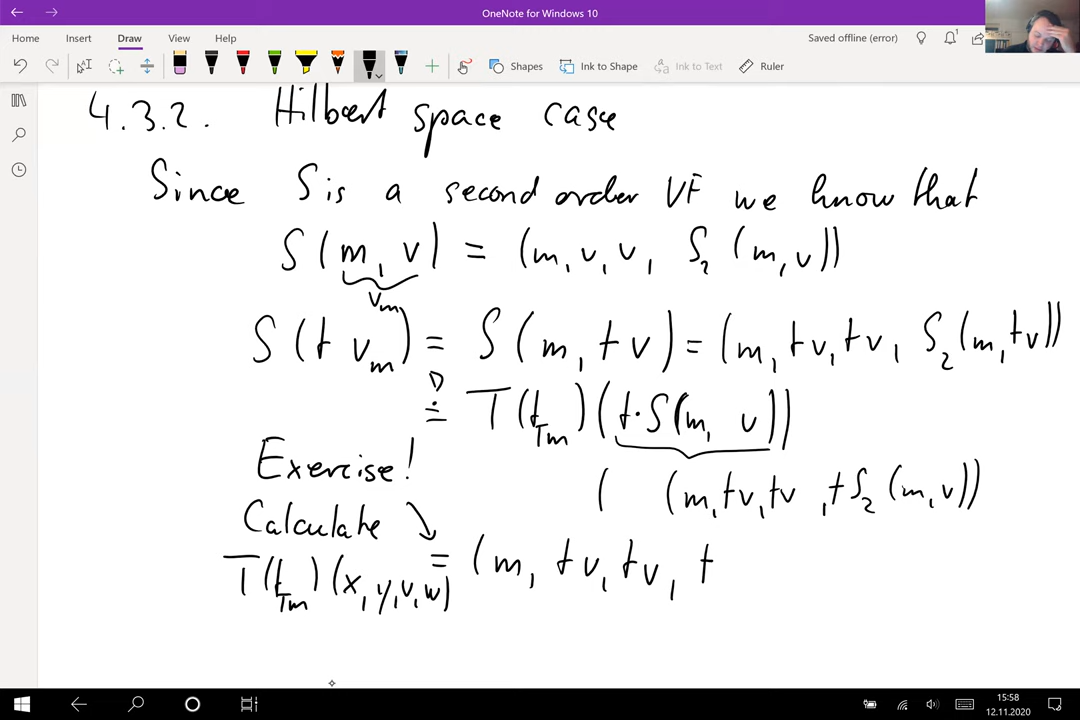 OneNote for Windows 10
Home Insert Draw View Help Saved offline (error)
Shapes Ink to Shape Ink to Text Ruler
4.3.2. Hilbert space case
Since S is a second order VF we know that
S(m, v) = (m, v, v, S₂(m, v))
vₘ
S(t vₘ) = S(m, tv) = (m, tv, tv, S₂(m, tv))
≐ T(t_Tm)(t·S(m, v))
Exercise!
( (m, tv, tv, tS₂(m, v))
Calculate
T(t_Tm)(x, y, v, w) = (m, tv, tv, t
15:58
12.11.2020